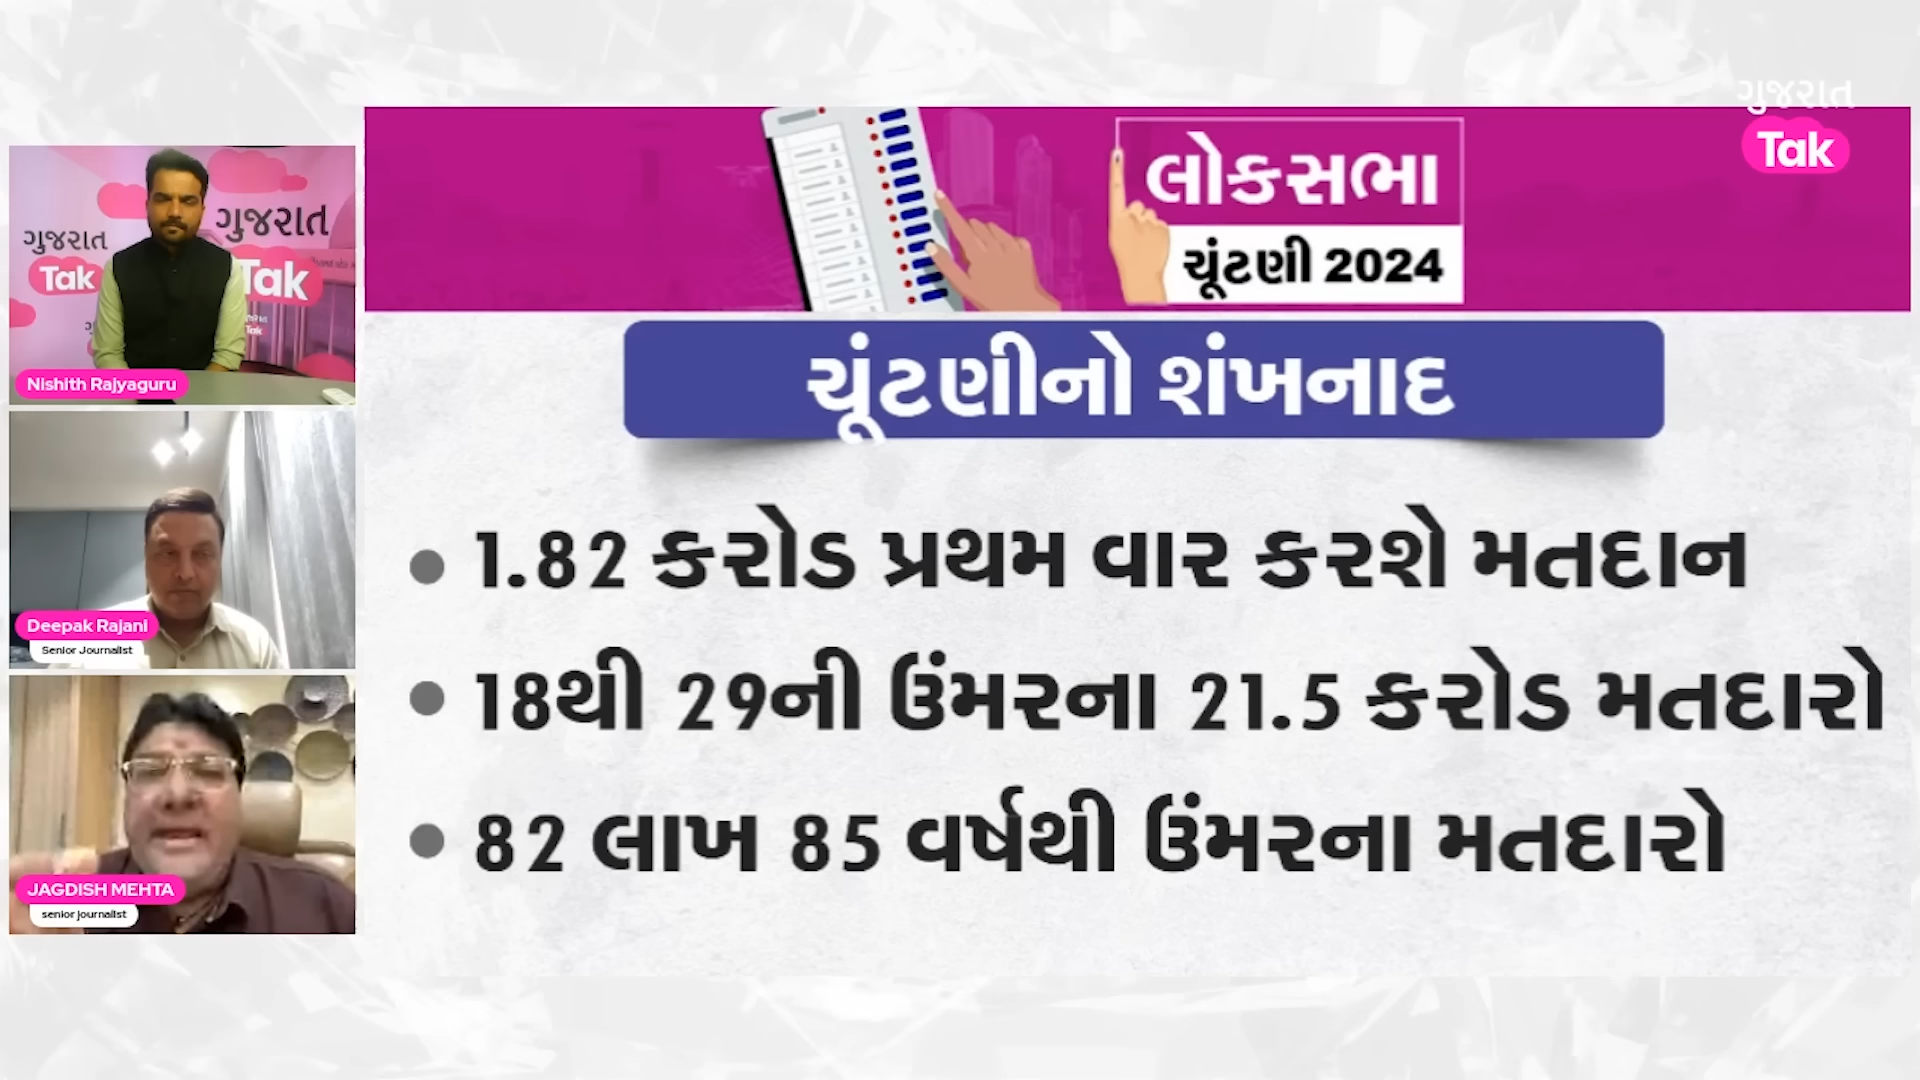 ગુજરાત
Tak
લોકસભા
ચૂંટણી 2024
ચૂંટણીનો શંખનાદ
1.82 કરોડ પ્રથમ વાર કરશે મતદાન
18થી 29ની ઉંમરના 21.5 કરોડ મતદારો
82 લાખ 85 વર્ષથી ઉંમરના મતદારો
ગુજરાત
Tak
ગુજરાત
Tak
Nishith Rajyaguru
Deepak Rajani
Senior Journalist
JAGDISH MEHTA
senior journalist